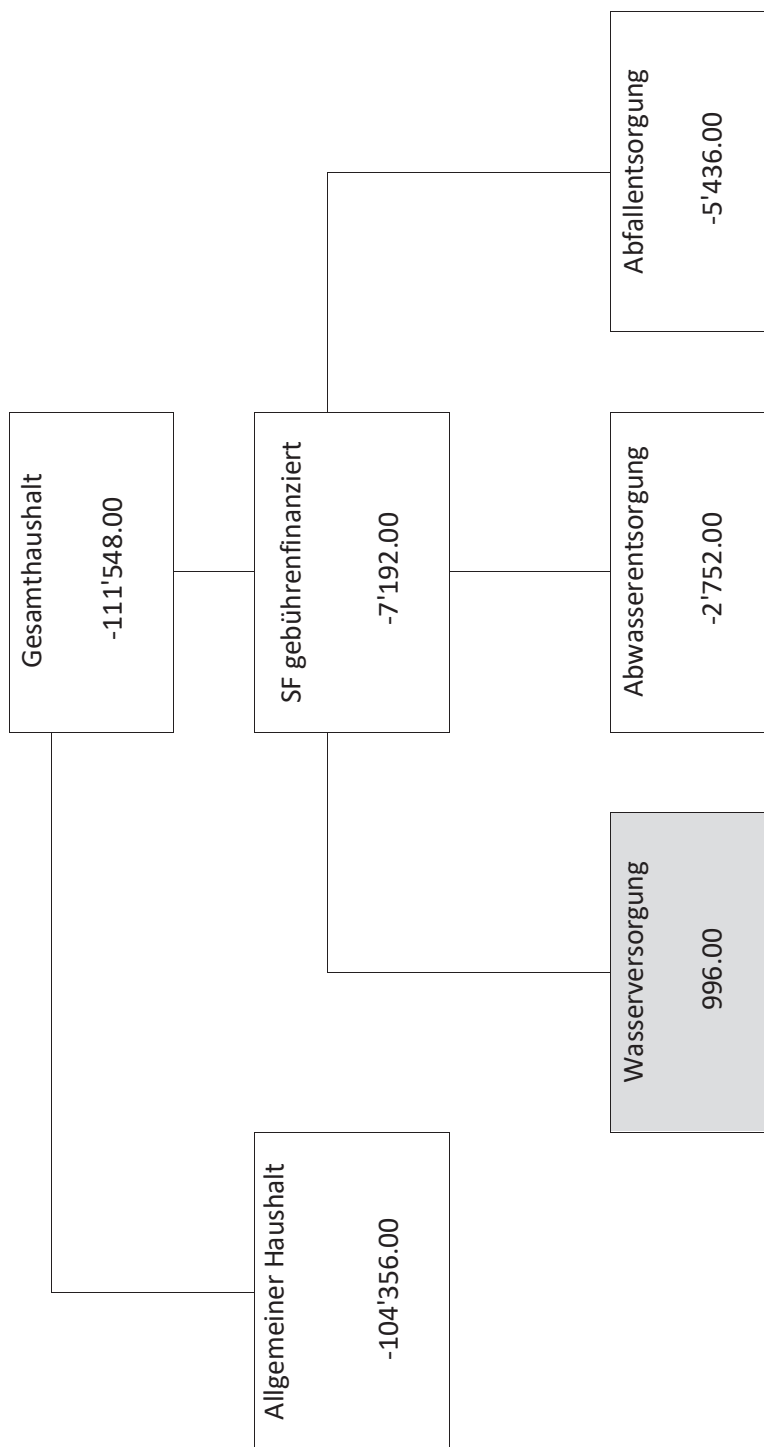 Gesamthaushalt
-111'548.00
Allgemeiner Haushalt
-104'356.00
SF gebührenfinanziert
-7'192.00
Wasserversorgung
996.00
Abwasserentsorgung
-2'752.00
Abfallentsorgung
-5'436.00